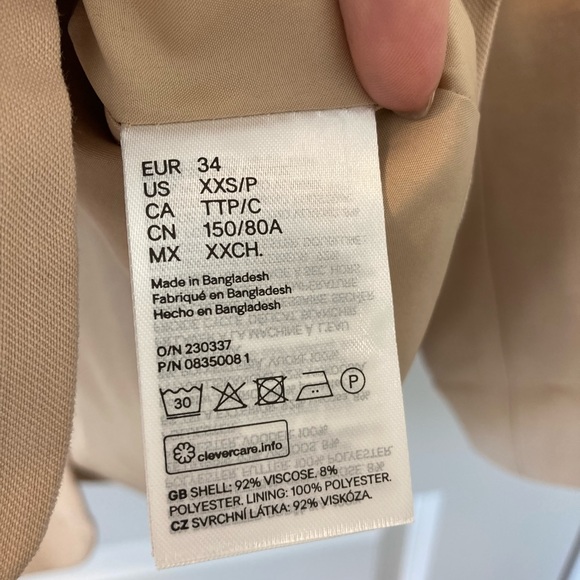 EUR 34
US XXS/P
CA TTP/C
CN 150/80A
MX XXCH.
Made in Bangladesh
Fabriqué en Bangladesh
Hecho en Bangladesh
O/N 230337
P/N 0835008 1
30 P
clevercare.info
GB SHELL: 92% VISCOSE, 8%
POLYESTER. LINING: 100% POLYESTER.
CZ SVRCHNÍ LÁTKA: 92% VISKÓZA.